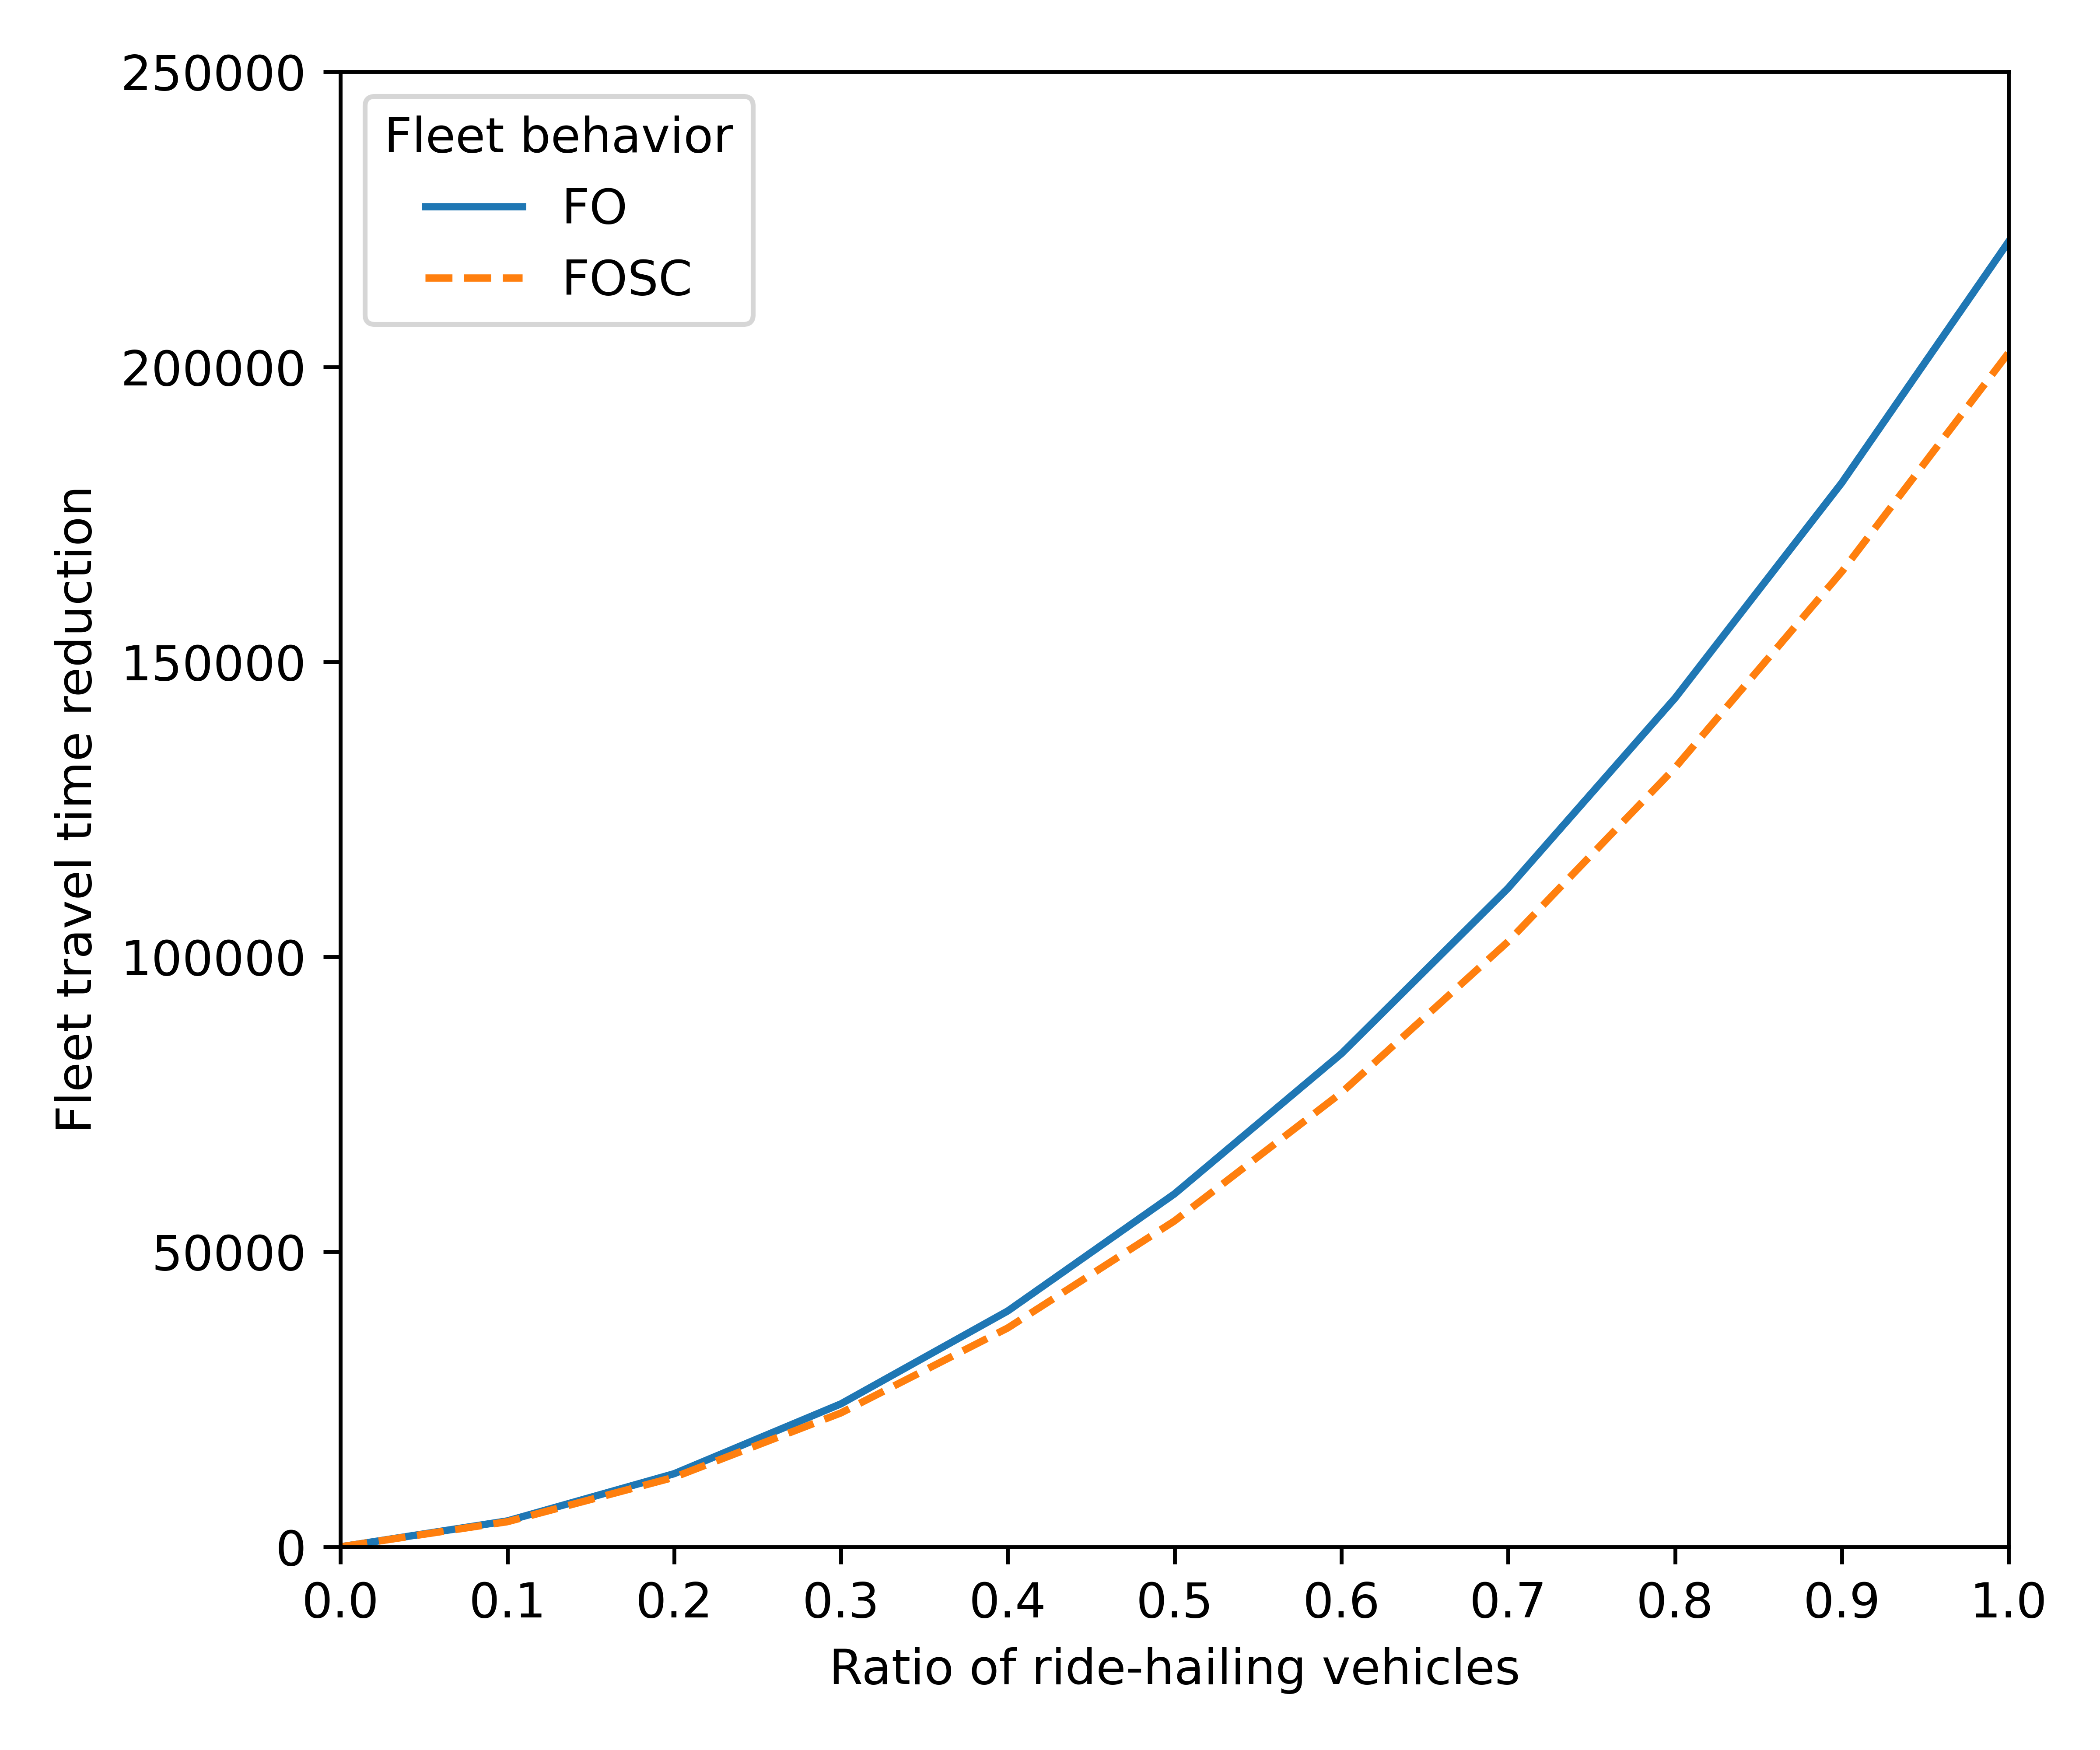 250000
200000
150000
100000
50000
0
Fleet travel time reduction
Fleet behavior
FO
FOSC
0.0 0.1 0.2 0.3 0.4 0.5 0.6 0.7 0.8 0.9 1.0
Ratio of ride-hailing vehicles